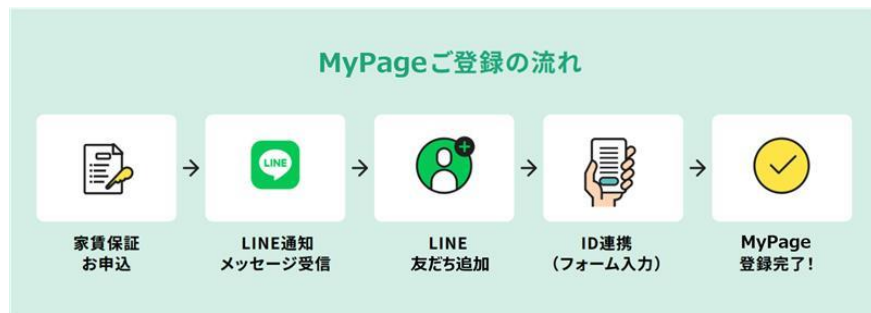 MyPageご登録の流れ
LINE
家賃保証
お申込
LINE通知
メッセージ受信
LINE
友だち追加
ID連携
（フォーム入力）
MyPage
登録完了！